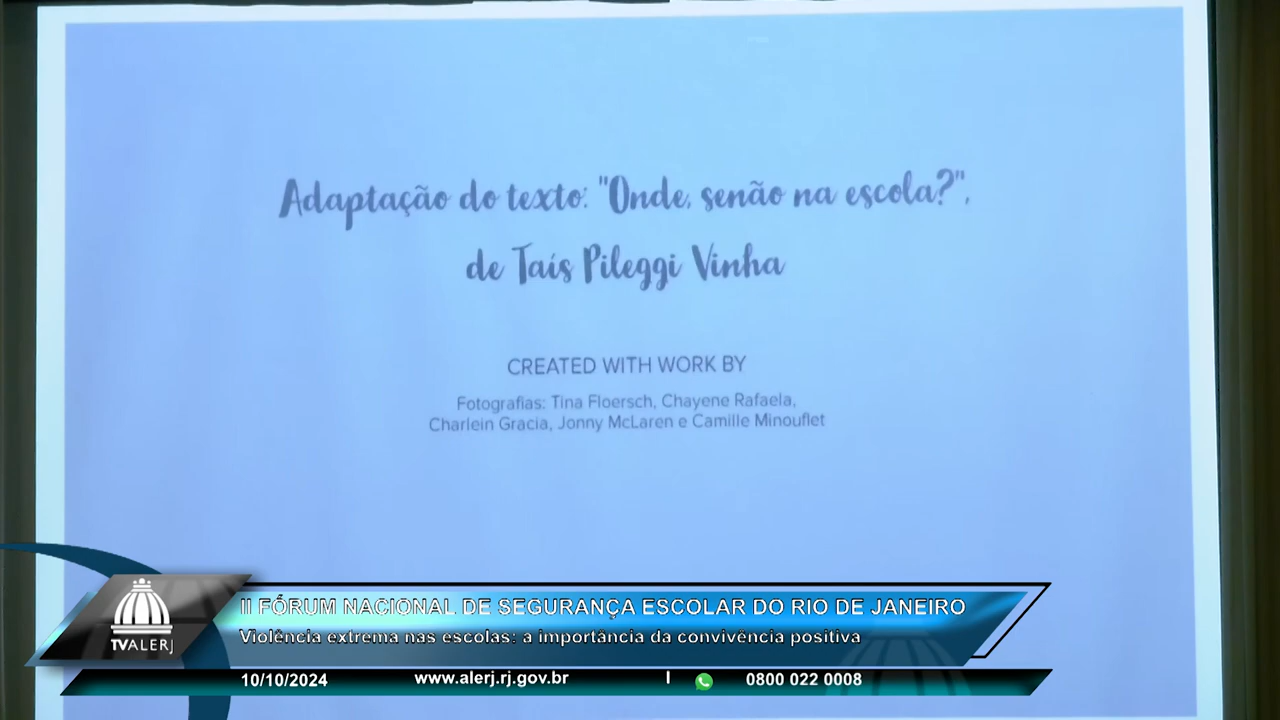 Adaptação do texto: "Onde, senão na escola?",
de Taís Pileggi Vinha
CREATED WITH WORK BY
Fotografias: Tina Floersch, Chayene Rafaela,
Charlein Gracia, Jonny McLaren e Camille Minouflet
II FÓRUM NACIONAL DE SEGURANÇA ESCOLAR DO RIO DE JANEIRO
Violência extrema nas escolas: a importância da convivência positiva
TVALERJ
10/10/2024 www.alerj.rj.gov.br | 0800 022 0008